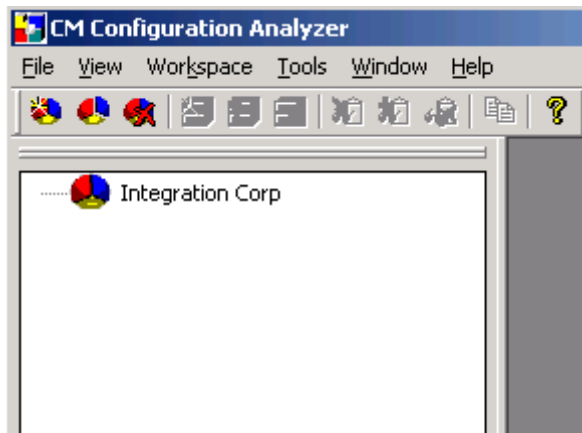 CM Configuration Analyzer
File View Workspace Tools Window Help
Integration Corp